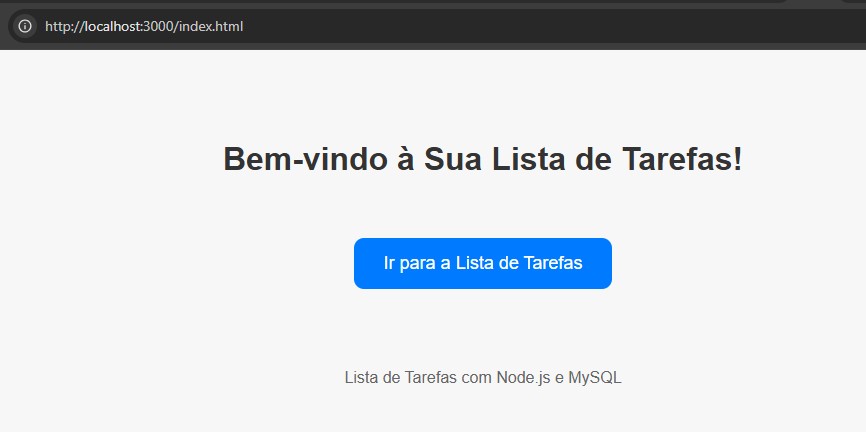 http://localhost:3000/index.html
Bem-vindo à Sua Lista de Tarefas!
Ir para a Lista de Tarefas
Lista de Tarefas com Node.js e MySQL